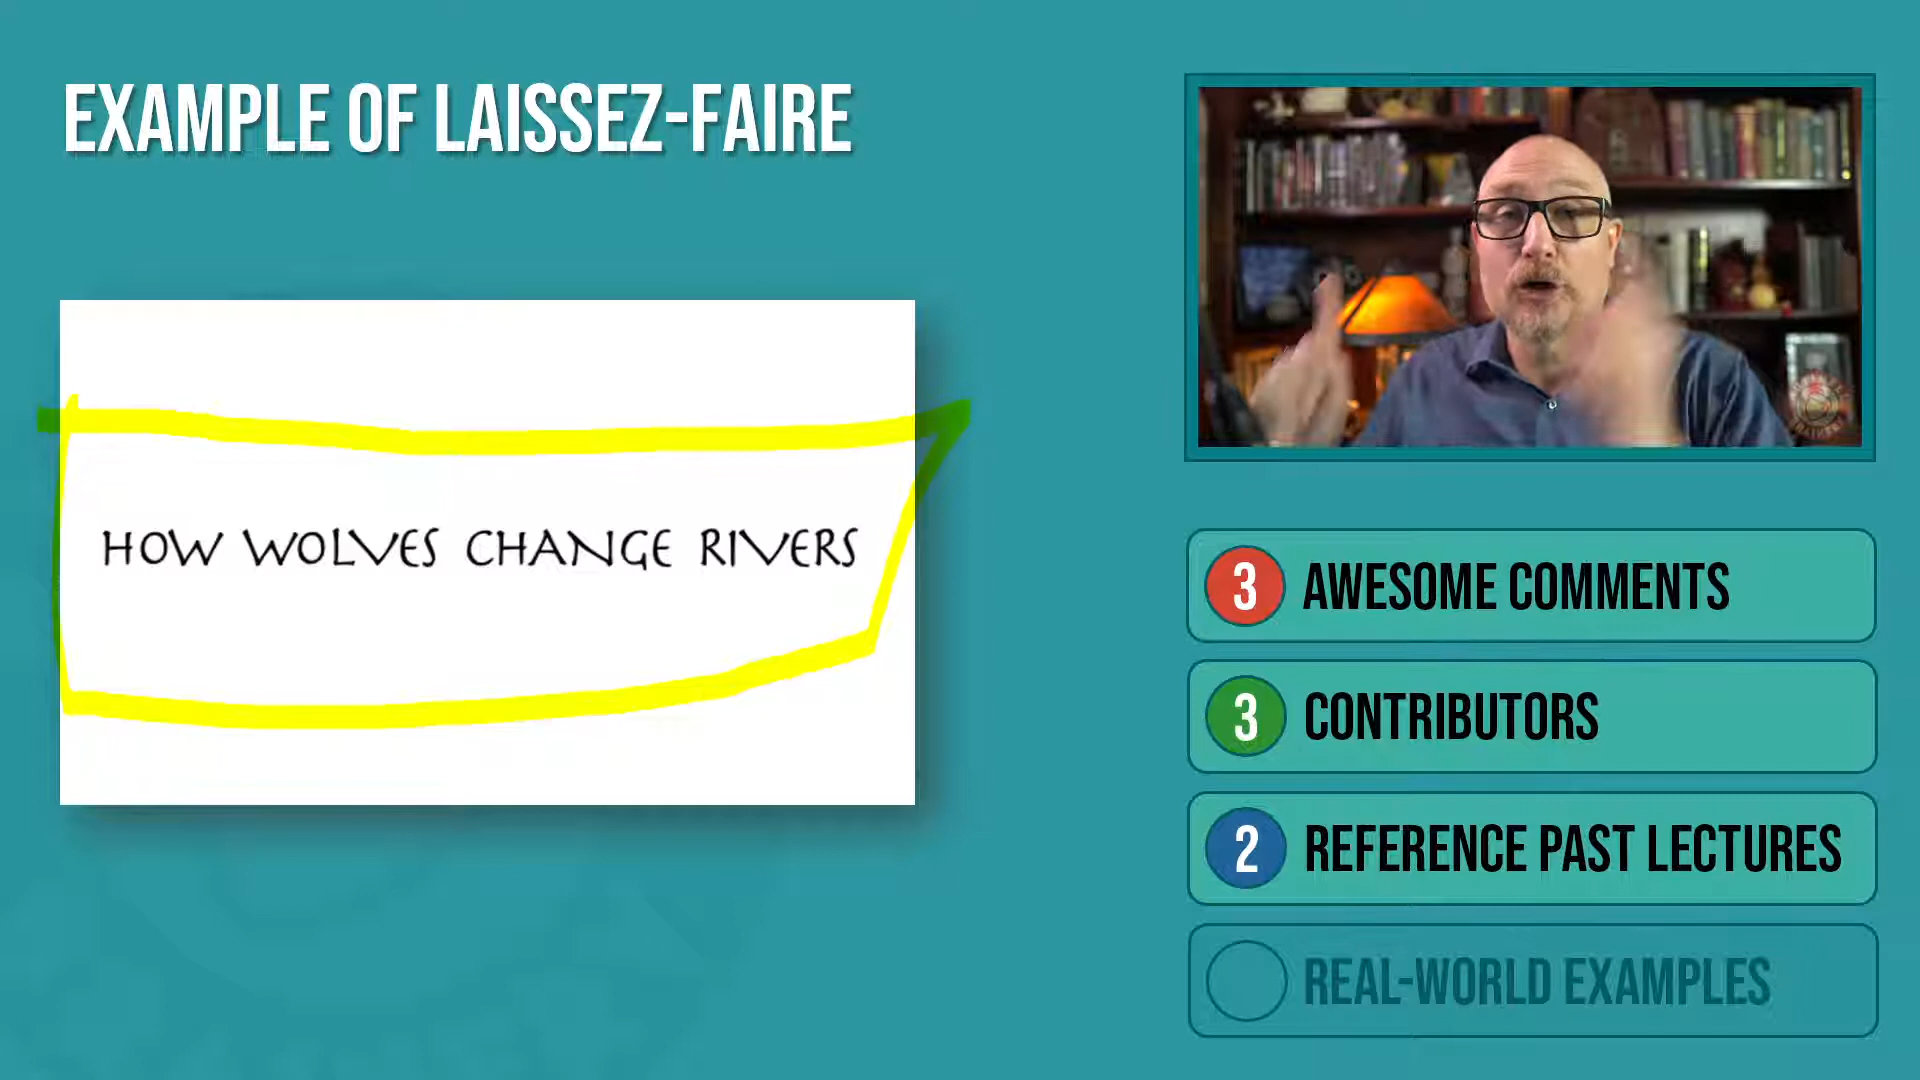 EXAMPLE OF LAISSEZ-FAIRE
HOW WOLVES CHANGE RIVERS
3 AWESOME COMMENTS
3 CONTRIBUTORS
2 REFERENCE PAST LECTURES
REAL-WORLD EXAMPLES